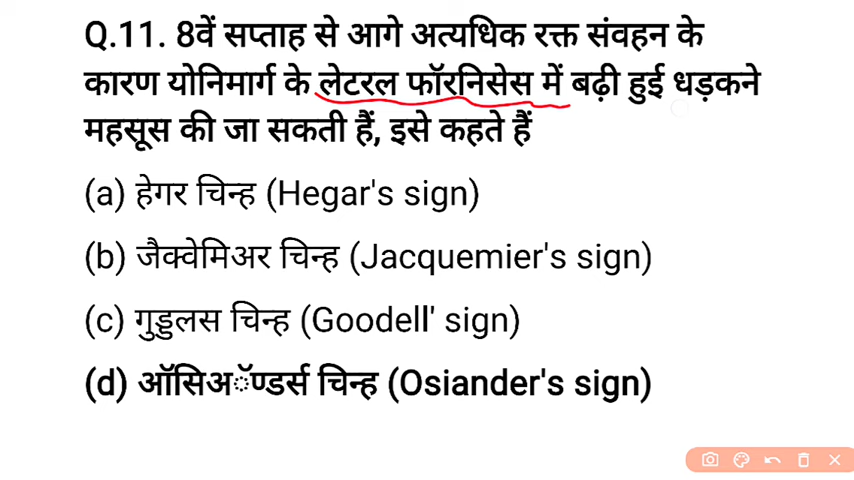 Q.11. 8वें सप्ताह से आगे अत्यधिक रक्त संवहन के
कारण योनिमार्ग के लेटरल फॉरनिसेस में बढ़ी हुई धड़कने
महसूस की जा सकती हैं, इसे कहते हैं
(a) हेगर चिन्ह (Hegar's sign)
(b) जैक्वेमिअर चिन्ह (Jacquemier's sign)
(c) गुड्डलस चिन्ह (Goodell' sign)
(d) ऑसिअॅण्डर्स चिन्ह (Osiander's sign)